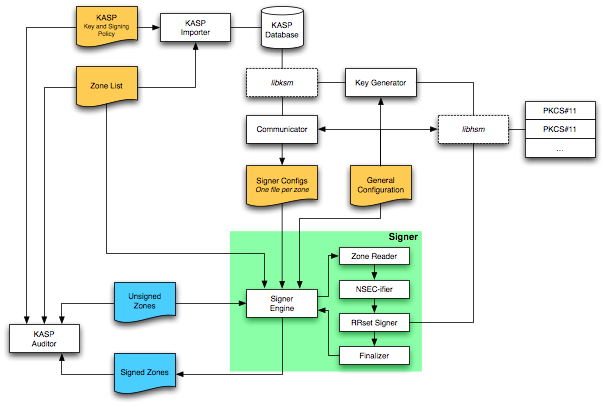 KASP
Key and Signing
Policy
KASP
Importer
KASP
Database
Zone List
libksm
Key Generator
PKCS#11
PKCS#11
...
Communicator
libhsm
Signer Configs
One file per zone
General
Configuration
Signer
Zone Reader
NSEC-ifier
Unsigned
Zones
Signer
Engine
RRset Signer
KASP
Auditor
Finalizer
Signed Zones